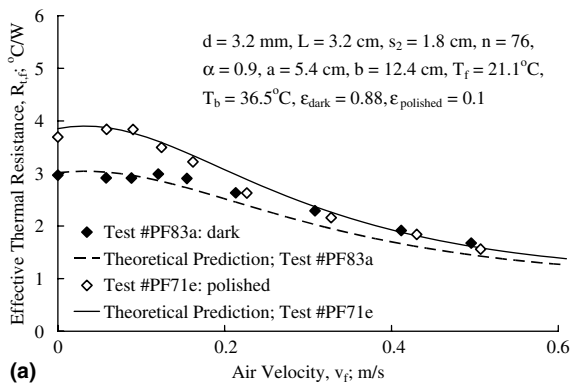 d = 3.2 mm, L = 3.2 cm, s₂ = 1.8 cm, n = 76,
α = 0.9, a = 5.4 cm, b = 12.4 cm, T_f = 21.1°C,
T_b = 36.5°C, ε_dark = 0.88, ε_polished = 0.1
Effective Thermal Resistance, R_t,f; °C/W
6
5
4
3
2
1
0
Test #PF83a: dark
Theoretical Prediction; Test #PF83a
Test #PF71e: polished
Theoretical Prediction; Test #PF71e
0
0.2
0.4
0.6
(a)
Air Velocity, v_f; m/s